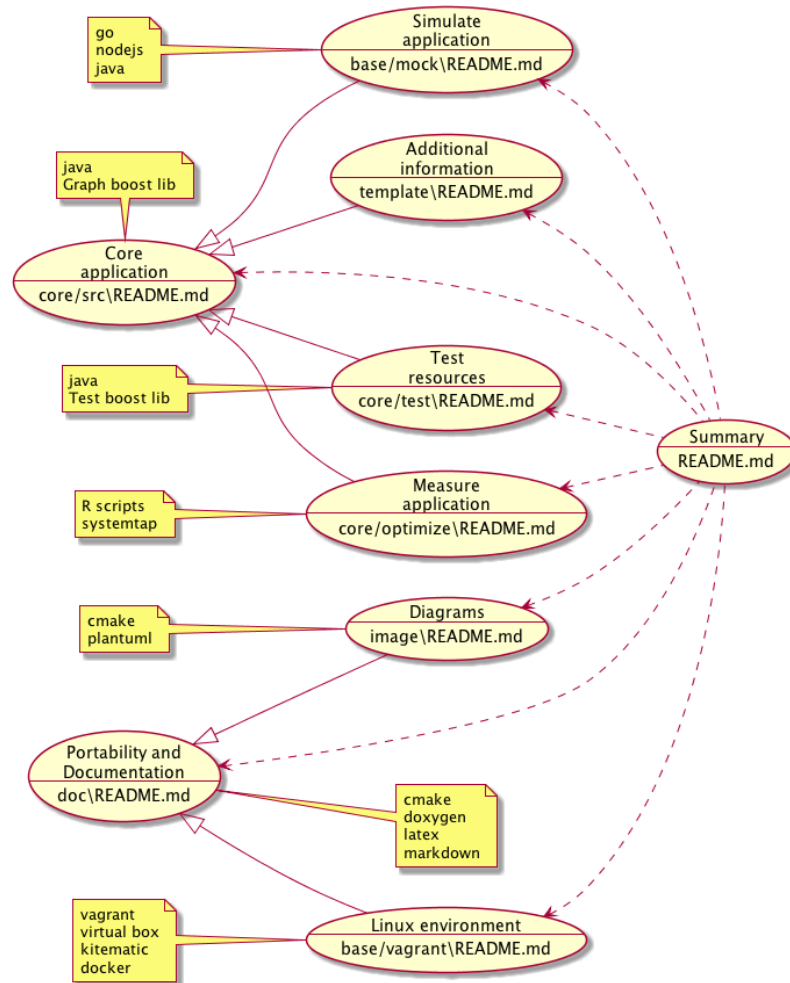 go
nodejs
java
Simulate
application
base/mock\README.md
java
Graph boost lib
Additional
information
template\README.md
Core
application
core/src\README.md
java
Test boost lib
Test
resources
core/test\README.md
Summary
README.md
R scripts
systemtap
Measure
application
core/optimize\README.md
cmake
plantuml
Diagrams
image\README.md
Portability and
Documentation
doc\README.md
cmake
doxygen
latex
markdown
vagrant
virtual box
kitematic
docker
Linux environment
base/vagrant\README.md